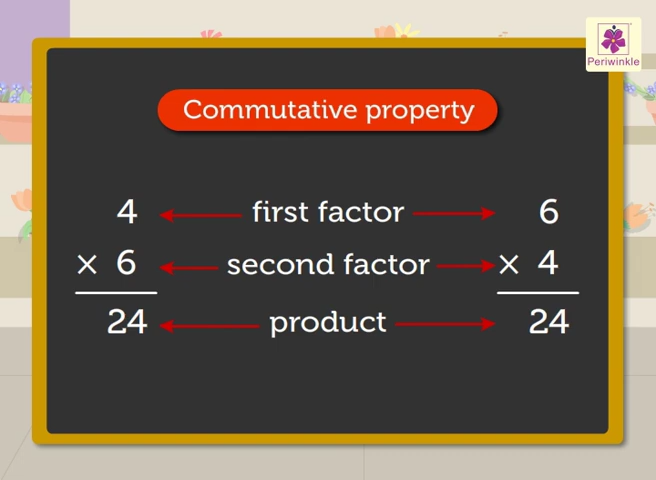 Periwinkle
Commutative property
4 first factor 6
× 6 second factor × 4
24 product 24